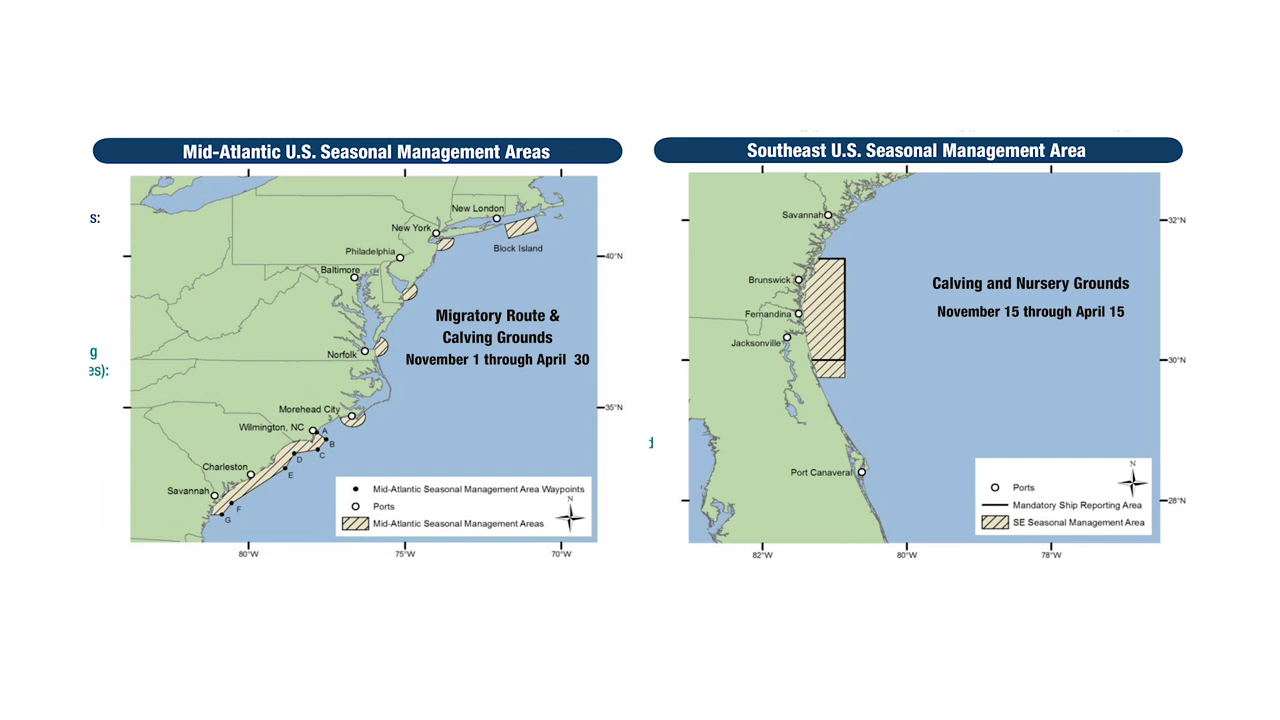 Mid-Atlantic U.S. Seasonal Management Areas
s:
g
es):
New London
New York
Block Island
Philadelphia
40°N
Baltimore
Migratory Route &
Calving Grounds
November 1 through April 30
Norfolk
Morehead City
35°N
Wilmington, NC
A
B
C
D
E
Charleston
Savannah
F
G
Mid-Atlantic Seasonal Management Area Waypoints
Ports
Mid-Atlantic Seasonal Management Areas
N
80°W
75°W
70°W
Southeast U.S. Seasonal Management Area
d
Savannah
32°N
Brunswick
Calving and Nursery Grounds
November 15 through April 15
Fernandina
Jacksonville
30°N
Port Canaveral
28°N
N
Ports
Mandatory Ship Reporting Area
SE Seasonal Management Area
82°W
80°W
78°W